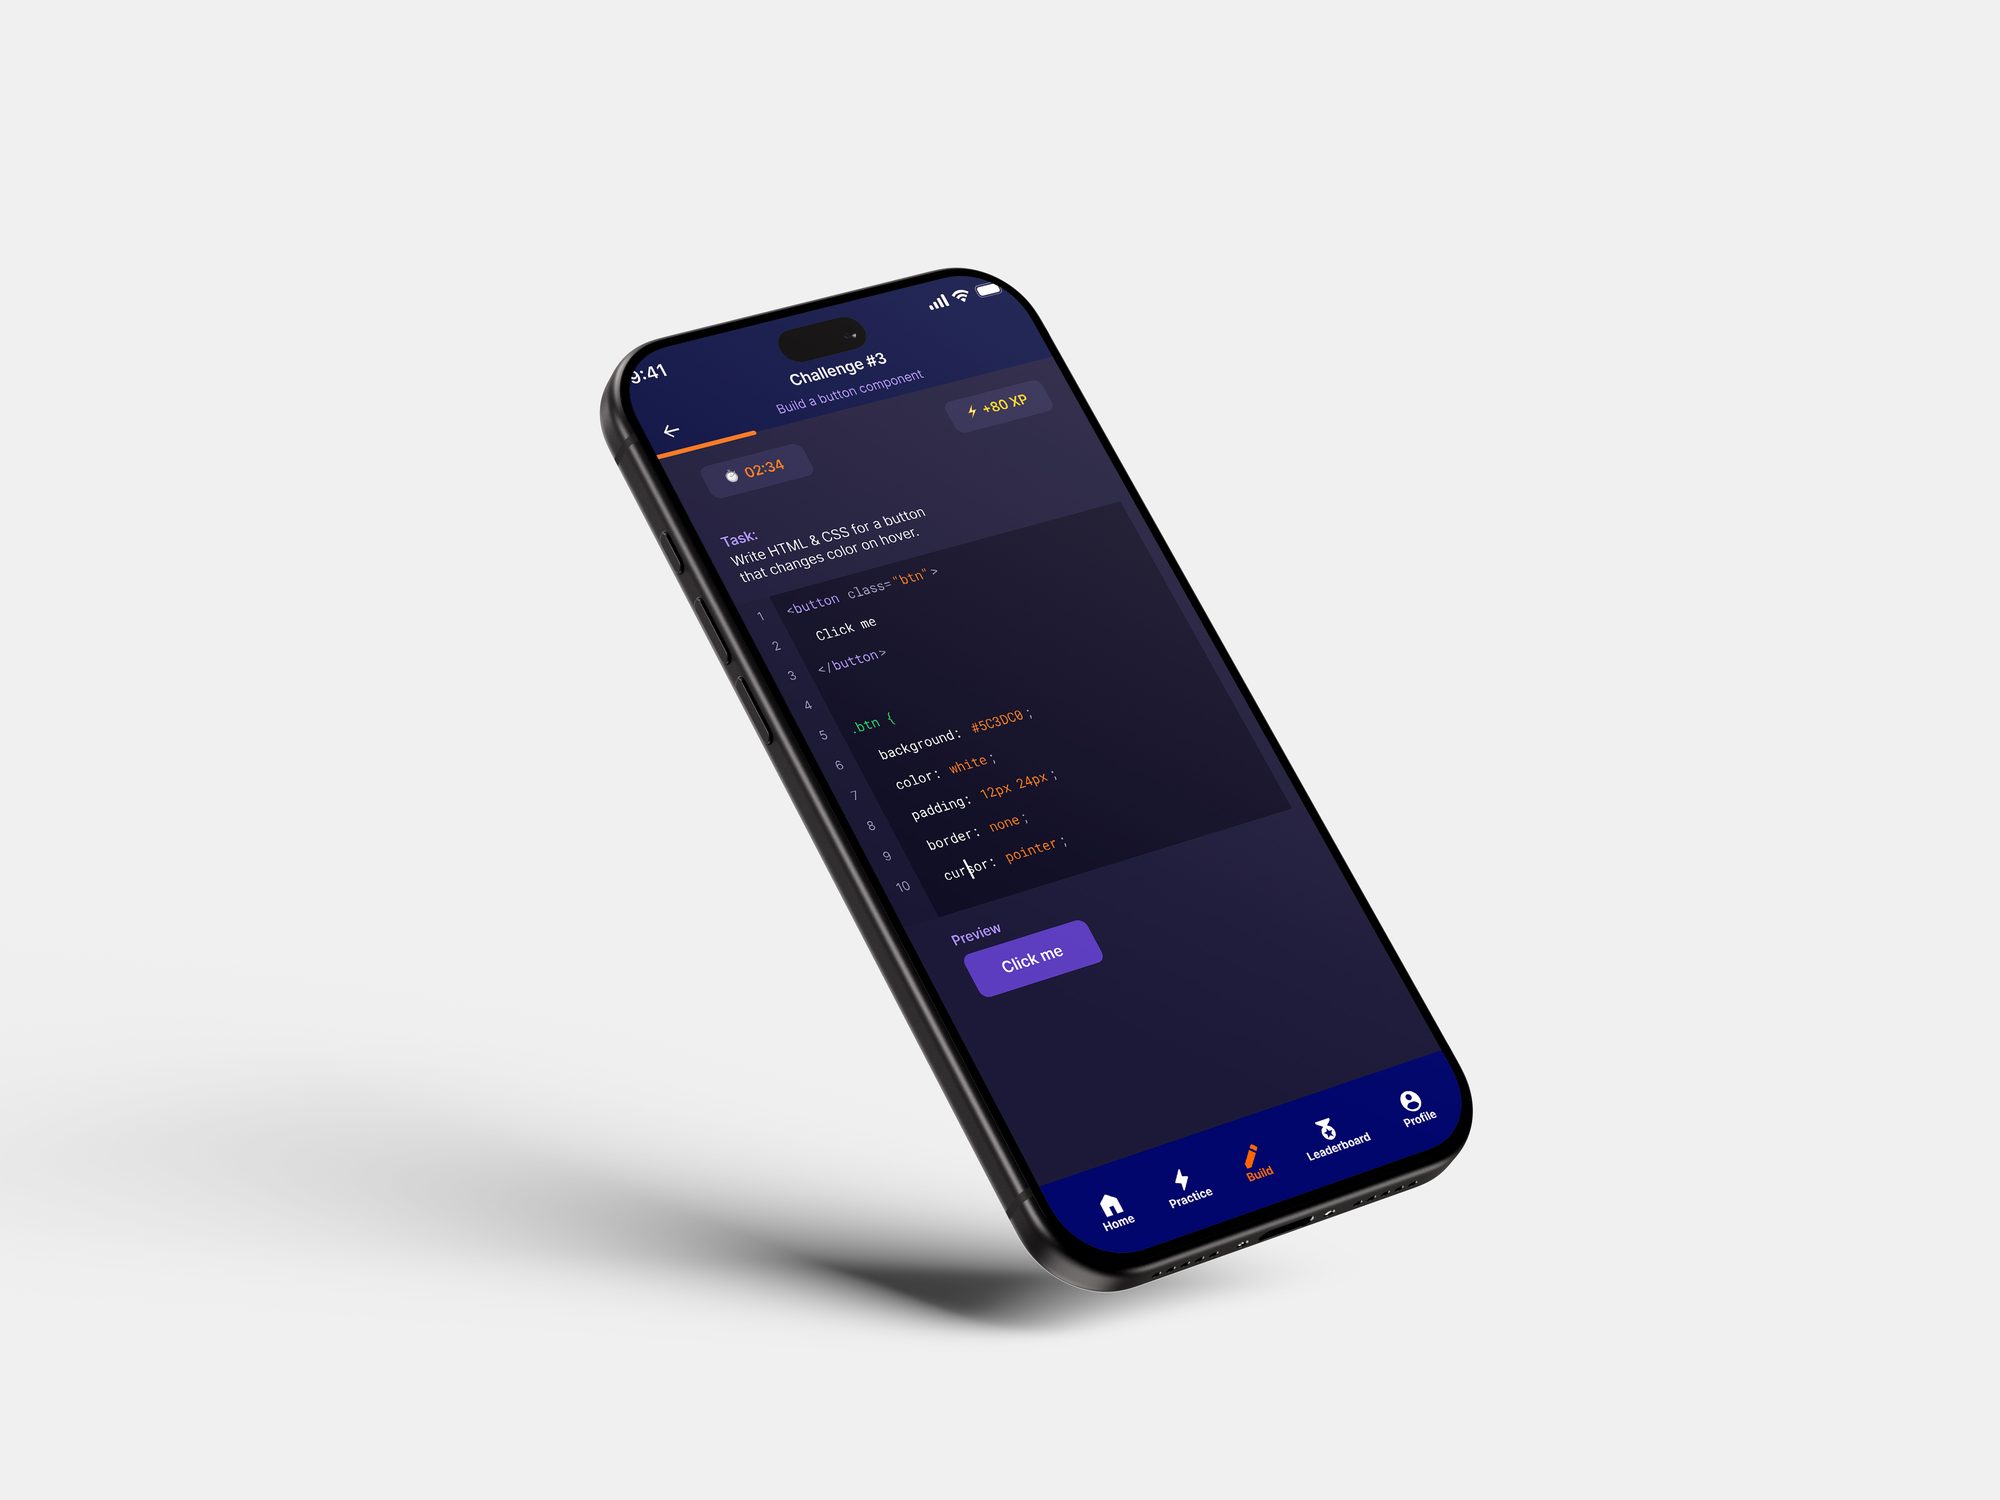 9:41
Challenge #3
Build a button component
+80 XP
02:34
Task:
Write HTML & CSS for a button
that changes color on hover.
1 <button class="btn">
2 Click me
3 </button>
4
5 .btn {
6 background: #5C3DC0;
7 color: white;
8 padding: 12px 24px;
9 border: none;
10 cursor: pointer;
Preview
Click me
Home
Practice
Build
Leaderboard
Profile